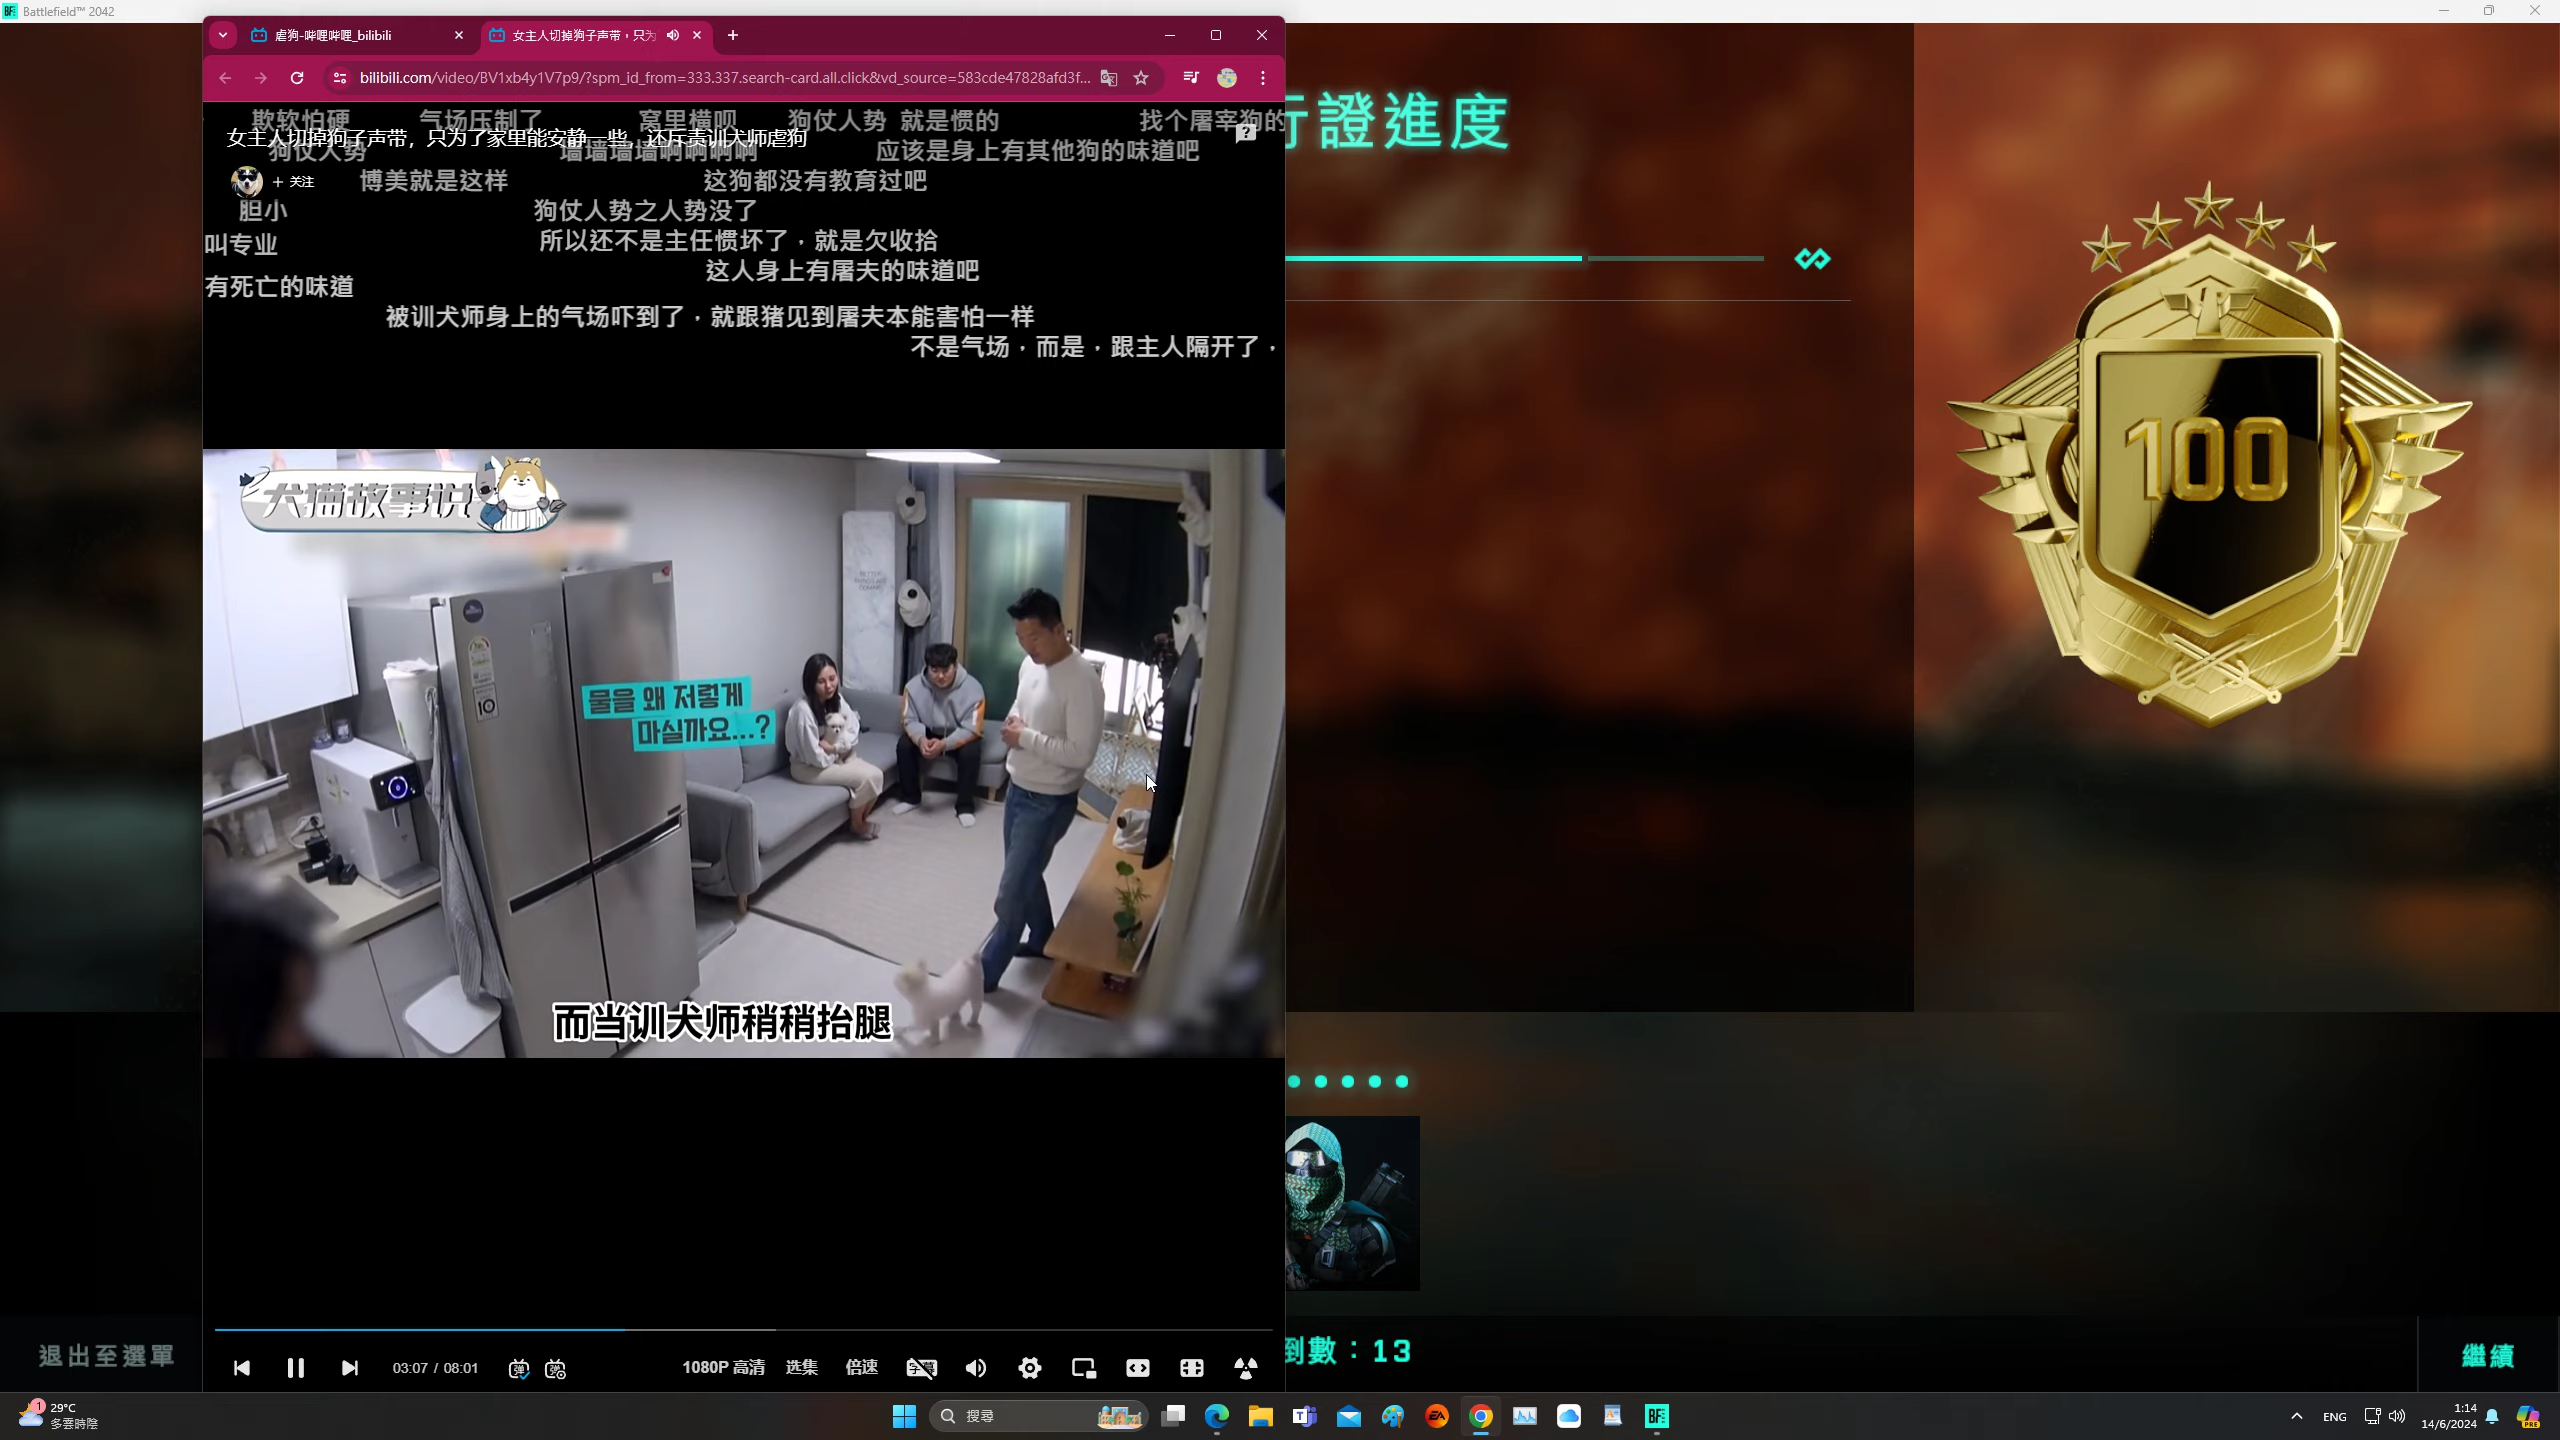 Battlefield™ 2042
虐狗-哔哩哔哩_bilibili
女主人切掉狗子声带，只为
bilibili.com/video/BV1xb4y1V7p9/?spm_id_from=333.337.search-card.all.click&vd_source=583cde47828afd3f...
欺软怕硬 气场压制了 窝里横呗 狗仗人势 就是惯的 找个屠宰狗的
女主人切掉狗子声带，只为了家里能安静一些，还斥责训犬师虐狗
狗仗人势 墙墙墙墙啊啊啊啊 应该是身上有其他狗的味道吧
+ 关注
博美就是这样 这狗都没有教育过吧
胆小 狗仗人势之人势没了
叫专业 所以还不是主任惯坏了，就是欠收拾
这人身上有屠夫的味道吧
有死亡的味道
被训犬师身上的气场吓到了，就跟猪见到屠夫本能害怕一样
不是气场，而是，跟主人隔开了，
行證進度
100
犬猫故事说
물을 왜 저렇게
마실까요...?
10
而当训犬师稍稍抬腿
03:07 / 08:01
1080P 高清
选集
倍速
退出至選單
倒數：13
繼續
1
29°C
多雲時陰
搜尋
ENG
1:14
14/6/2024